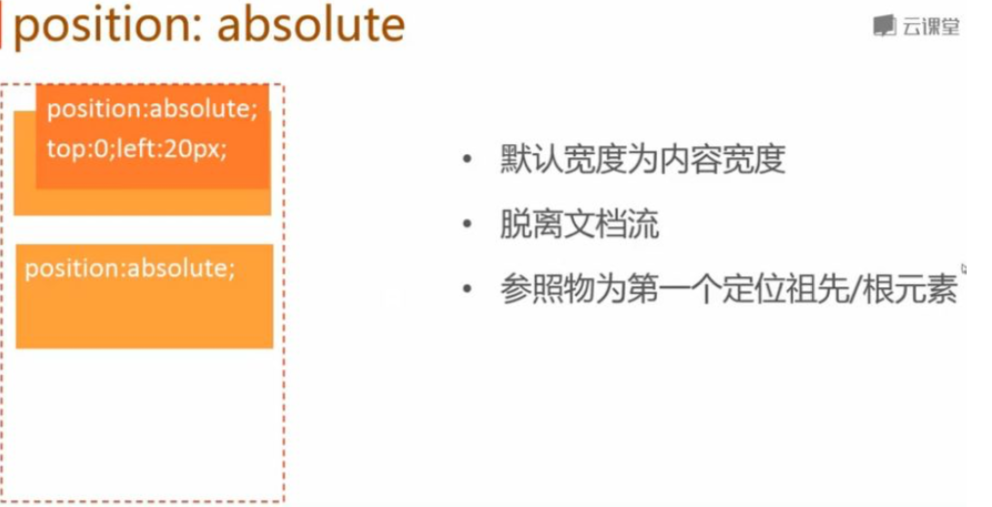 position: absolute
云课堂
position:absolute;
top:0;left:20px;
position:absolute;
• 默认宽度为内容宽度
• 脱离文档流
• 参照物为第一个定位祖先/根元素